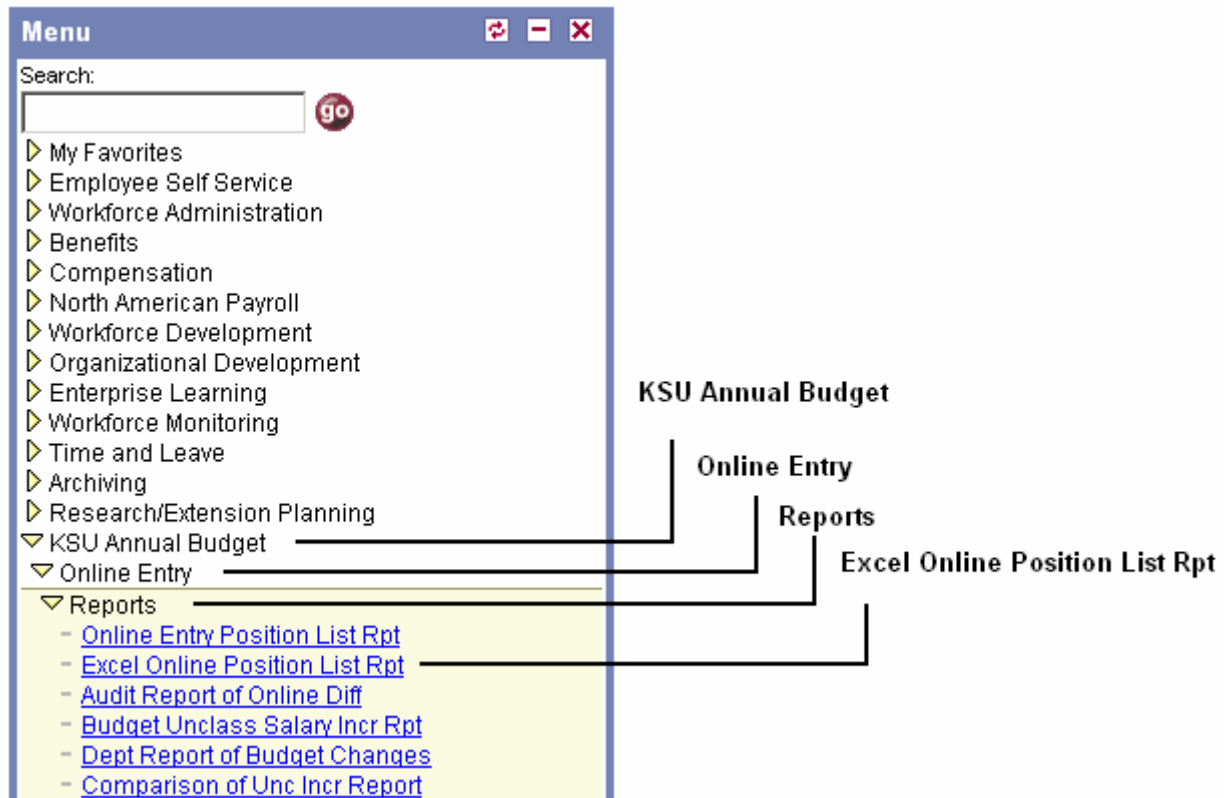 Menu
Search:
go
My Favorites
Employee Self Service
Workforce Administration
Benefits
Compensation
North American Payroll
Workforce Development
Organizational Development
Enterprise Learning
Workforce Monitoring
Time and Leave
Archiving
Research/Extension Planning
KSU Annual Budget
Online Entry
Reports
Online Entry Position List Rpt
Excel Online Position List Rpt
Audit Report of Online Diff
Budget Unclass Salary Incr Rpt
Dept Report of Budget Changes
Comparison of Unc Incr Report
KSU Annual Budget
Online Entry
Reports
Excel Online Position List Rpt